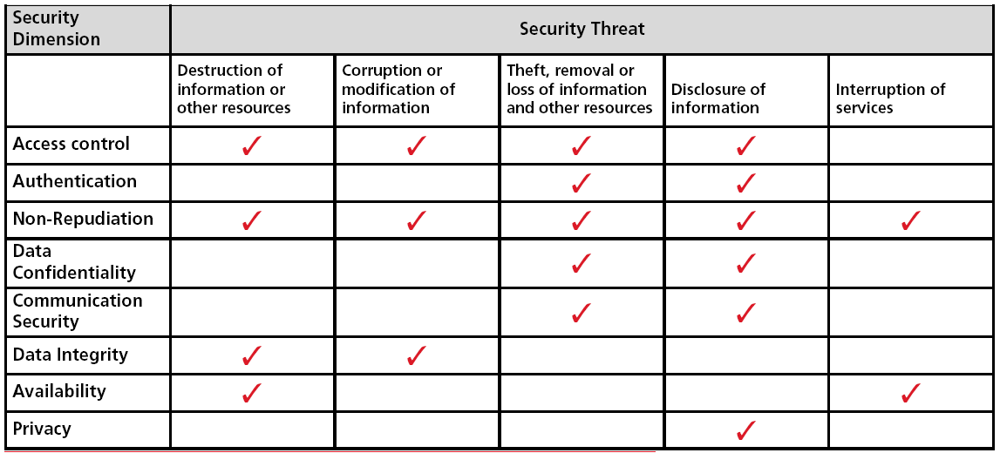 Security
Dimension
Security Threat
Destruction of
information or
other resources
Corruption or
modification of
information
Theft, removal or
loss of information
and other resources
Disclosure of
information
Interruption of
services
Access control
✓ ✓ ✓ ✓
Authentication
✓ ✓
Non-Repudiation
✓ ✓ ✓ ✓ ✓
Data
Confidentiality
✓ ✓
Communication
Security
✓ ✓
Data Integrity
✓ ✓
Availability
✓ ✓
Privacy
✓